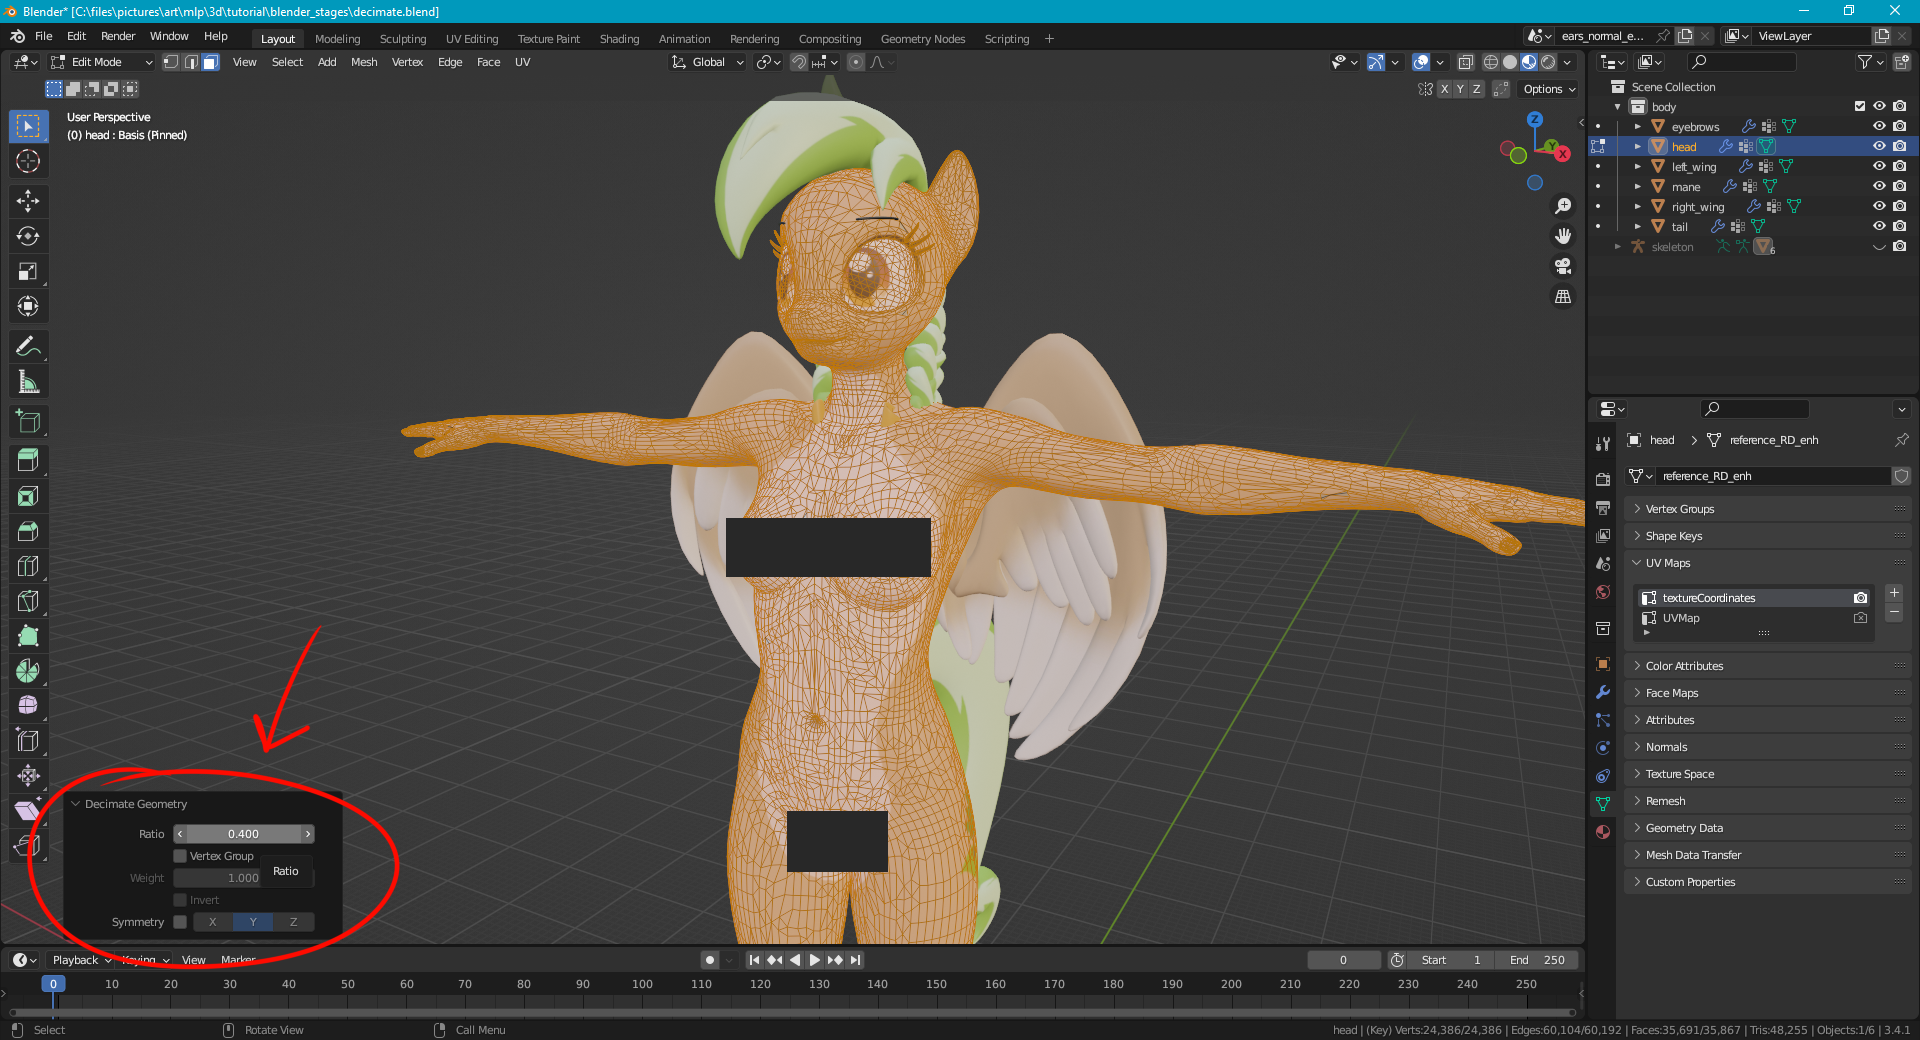 Blender* [C:\files\pictures\art\mlp\3d\tutorial\blender_stages\decimate.blend]
File Edit Render Window Help Layout Modeling Sculpting UV Editing Texture Paint Shading Animation Rendering Compositing Geometry Nodes Scripting + ears_normal_e... ViewLayer
Edit Mode View Select Add Mesh Vertex Edge Face UV Global
X Y Z Options
User Perspective
(0) head : Basis (Pinned)
Z
Y
X
Scene Collection
body
eyebrows
head
left_wing
mane
right_wing
tail
skeleton 6
head > reference_RD_enh
reference_RD_enh
Vertex Groups
Shape Keys
UV Maps
textureCoordinates
UVMap
Color Attributes
Face Maps
Attributes
Normals
Texture Space
Remesh
Geometry Data
Mesh Data Transfer
Custom Properties
Decimate Geometry
Ratio 0.400
Vertex Group
Ratio
Weight 1.000
Invert
Symmetry X Y Z
Playback Keying View Marker 0 Start 1 End 250
0 10 20 30 40 50 60 70 80 90 100 110 120 130 140 150 160 170 180 190 200 210 220 230 240 250
Select Rotate View Call Menu head | (Key) Verts:24,386/24,386 | Edges:60,104/60,192 | Faces:35,691/35,867 | Tris:48,255 | Objects:1/6 | 3.4.1